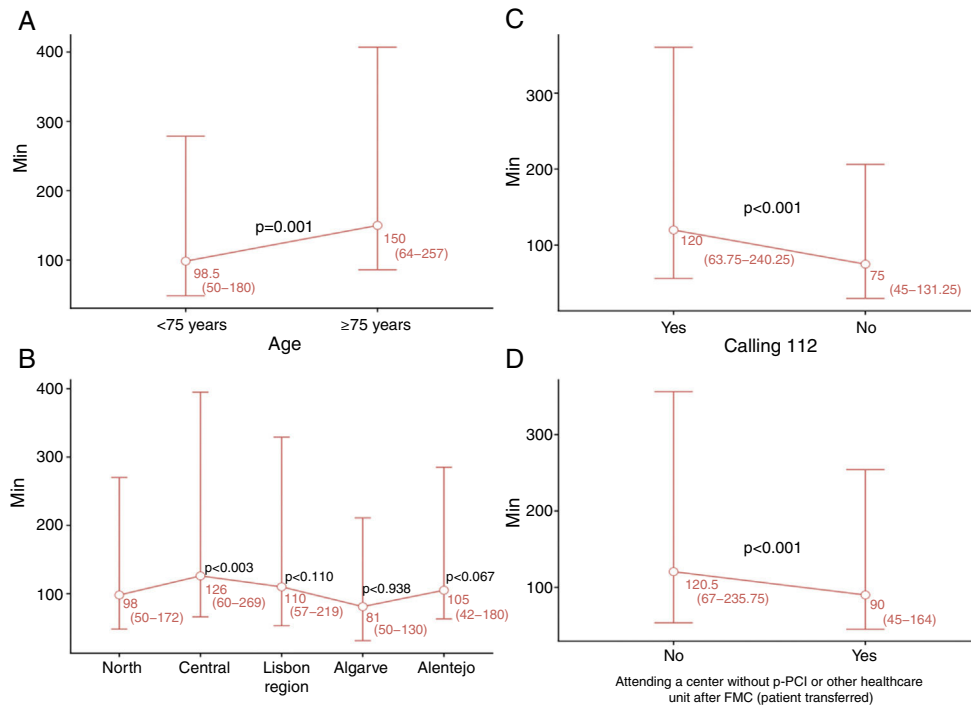 A
400
300
200
100
Min
p=0.001
98.5
(50–180)
150
(64–257)
<75 years
≥75 years
Age
B
400
300
200
100
Min
98
(50–172)
p<0.003
126
(60–269)
p<0.110
110
(57–219)
p<0.938
81
(50–130)
p<0.067
105
(42–180)
North
Central
Lisbon
region
Algarve
Alentejo
C
300
200
100
Min
p<0.001
120
(63.75–240.25)
75
(45–131.25)
Yes
No
Calling 112
D
300
200
100
Min
p<0.001
120.5
(67–235.75)
90
(45–164)
No
Yes
Attending a center without p-PCI or other healthcare
unit after FMC (patient transferred)